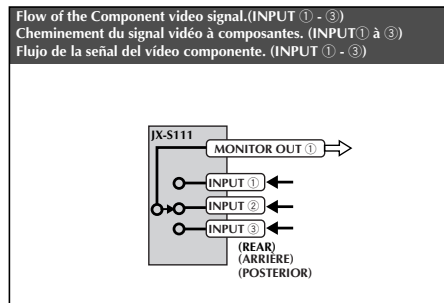 Flow of the Component video signal.(INPUT ① - ③)
Cheminement du signal vidéo à composantes. (INPUT① à ③)
Flujo de la señal del vídeo componente. (INPUT ① - ③)
JX-S111
MONITOR OUT ①
INPUT ①
INPUT ②
INPUT ③
(REAR)
(ARRIÈRE)
(POSTERIOR)